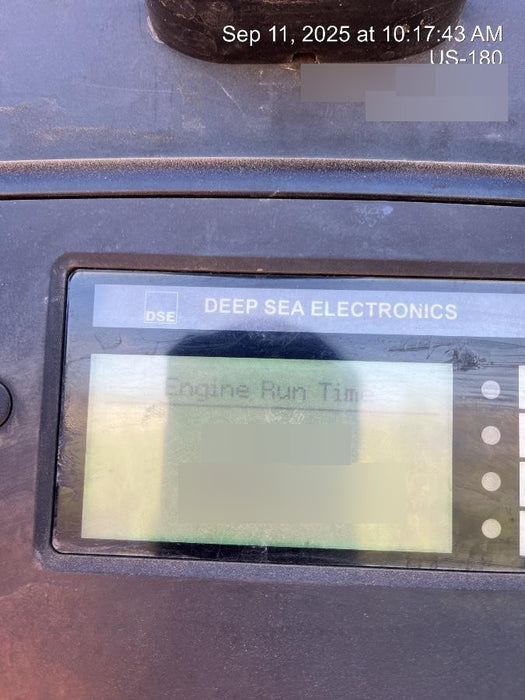 Sep 11, 2025 at 10:17:43 AM
US-180
DSE DEEP SEA ELECTRONICS
Engine Run Time